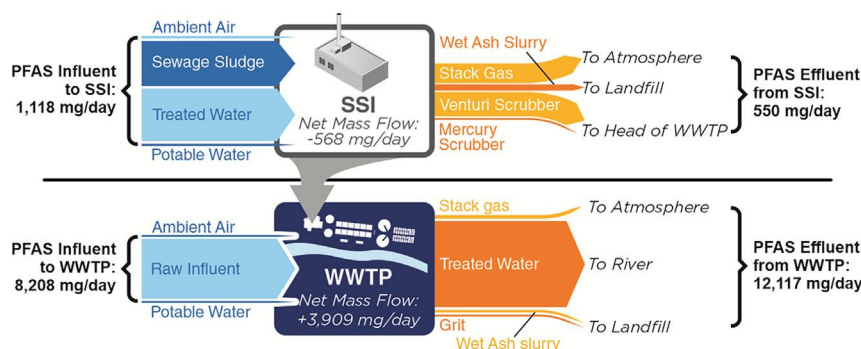 Ambient Air
PFAS Influent
to SSI:
1,118 mg/day
Sewage Sludge
Treated Water
Potable Water
SSI
Net Mass Flow:
-568 mg/day
Wet Ash Slurry
Stack Gas
Venturi Scrubber
Mercury
Scrubber
To Atmosphere
To Landfill
To Head of WWTP
PFAS Effluent
from SSI:
550 mg/day
Ambient Air
PFAS Influent
to WWTP:
8,208 mg/day
Raw Influent
Potable Water
WWTP
Net Mass Flow:
+3,909 mg/day
Stack gas
Treated Water
Grit
Wet Ash slurry
To Atmosphere
To River
To Landfill
PFAS Effluent
from WWTP:
12,117 mg/day